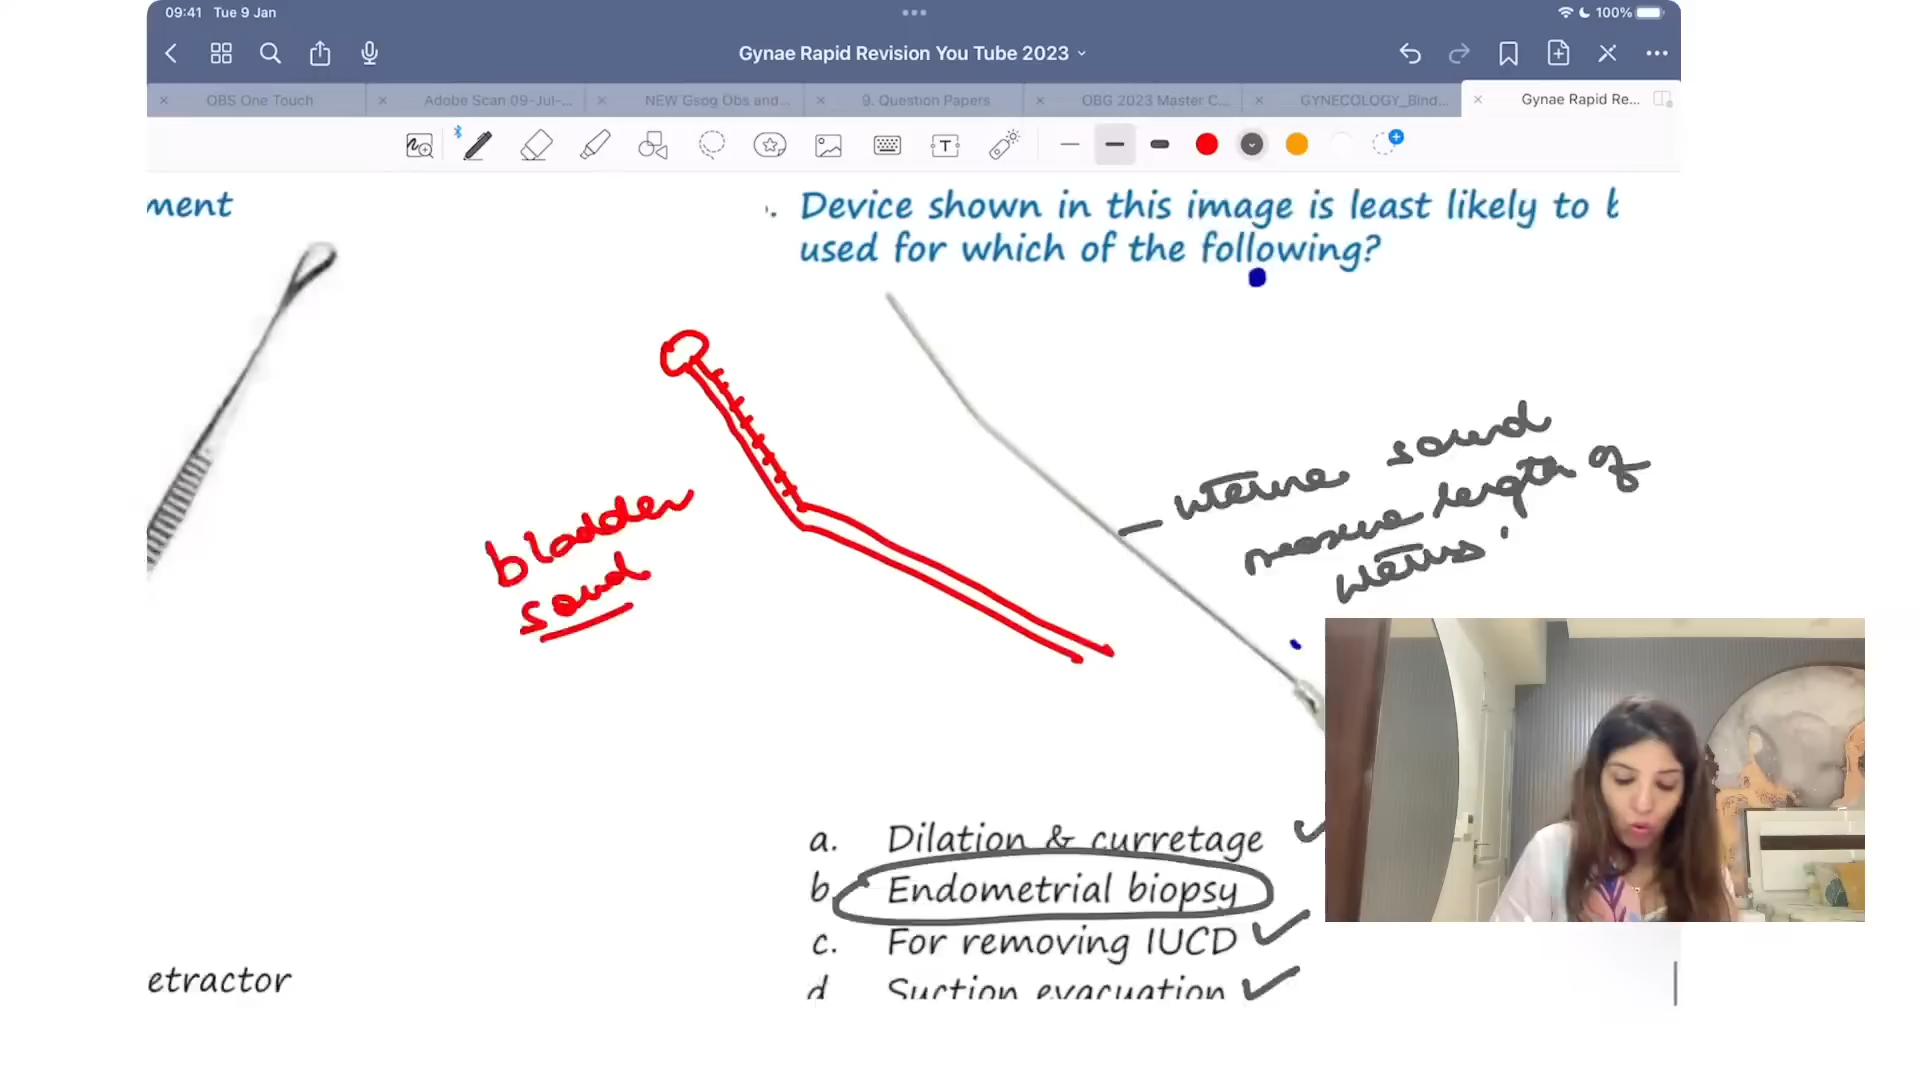 09:41 Tue 9 Jan
100%
Gynae Rapid Revision You Tube 2023
OBS One Touch
Adobe Scan 09-Jul-...
NEW Gsog Obs and...
9. Question Papers
OBG 2023 Master C...
GYNECOLOGY_Bind...
Gynae Rapid Re...
ment
. Device shown in this image is least likely to b
used for which of the following?
bladder
sound
— uterine sound
measure length of
uterus
a. Dilation & curretage
b. Endometrial biopsy
c. For removing IUCD
d Suction evacuation
etractor